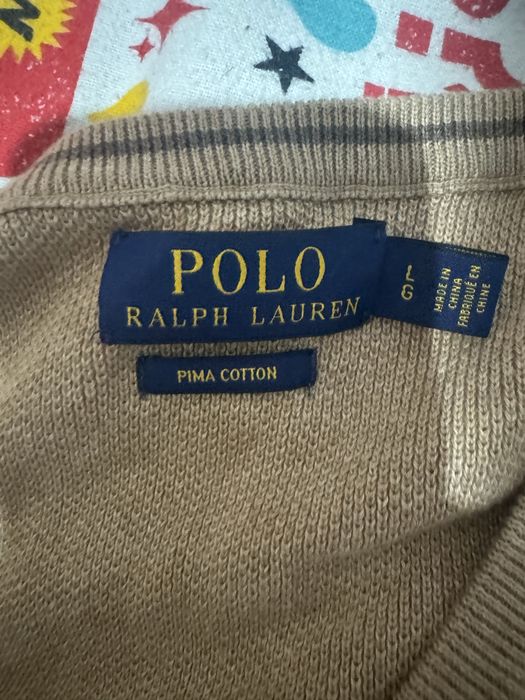 POLO
RALPH LAUREN
L
G
MADE IN
CHINA
FABRIQUÉ EN
CHINE
PIMA COTTON